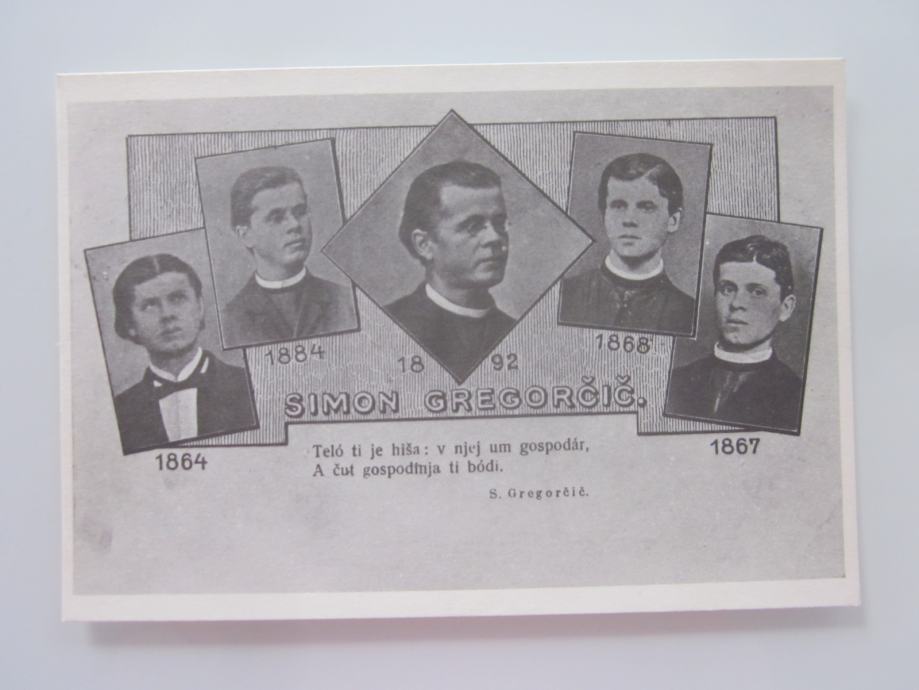 1884
18 92
1868
SIMON GREGORČIČ.
1864
1867
Teló ti je hiša: v njej um gospodár,
A čut gospodinja ti bódi.
S. Gregorčič.